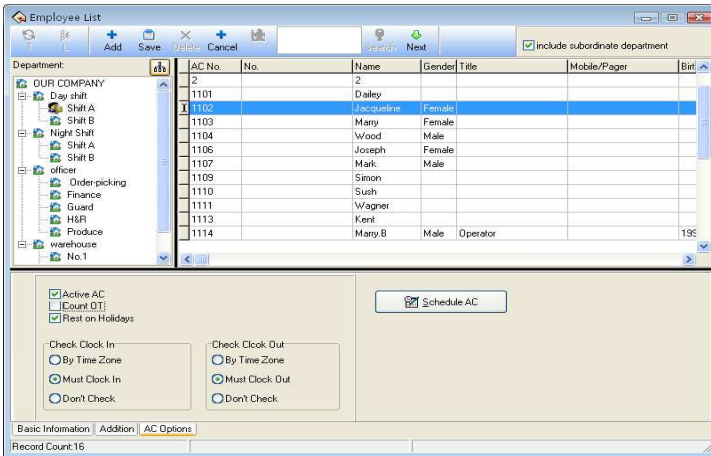 Employee List
T L Add Save Delete Cancel Search Next include subordinate department
Department:
OUR COMPANY
Day shift
Shift A
Shift B
Night Shift
Shift A
Shift B
officer
Order-picking
Finance
Guard
H&R
Produce
warehouse
No.1
AC No. No. Name Gender Title Mobile/Pager Birt
2 2
1101 Dailey
1102 Jacqueline Female
1103 Marry Female
1104 Wood Male
1106 Joseph Female
1107 Mark Male
1109 Simon
1110 Sush
1111 Wagner
1113 Kent
1114 Marry.B Male Operator 199
Active AC
Count OT
Rest on Holidays
Schedule AC
Check Clock In
By Time Zone
Must Clock In
Don't Check
Check Clcok Out
By Time Zone
Must Clock Out
Don't Check
Basic Information Addition AC Options
Record Count:16